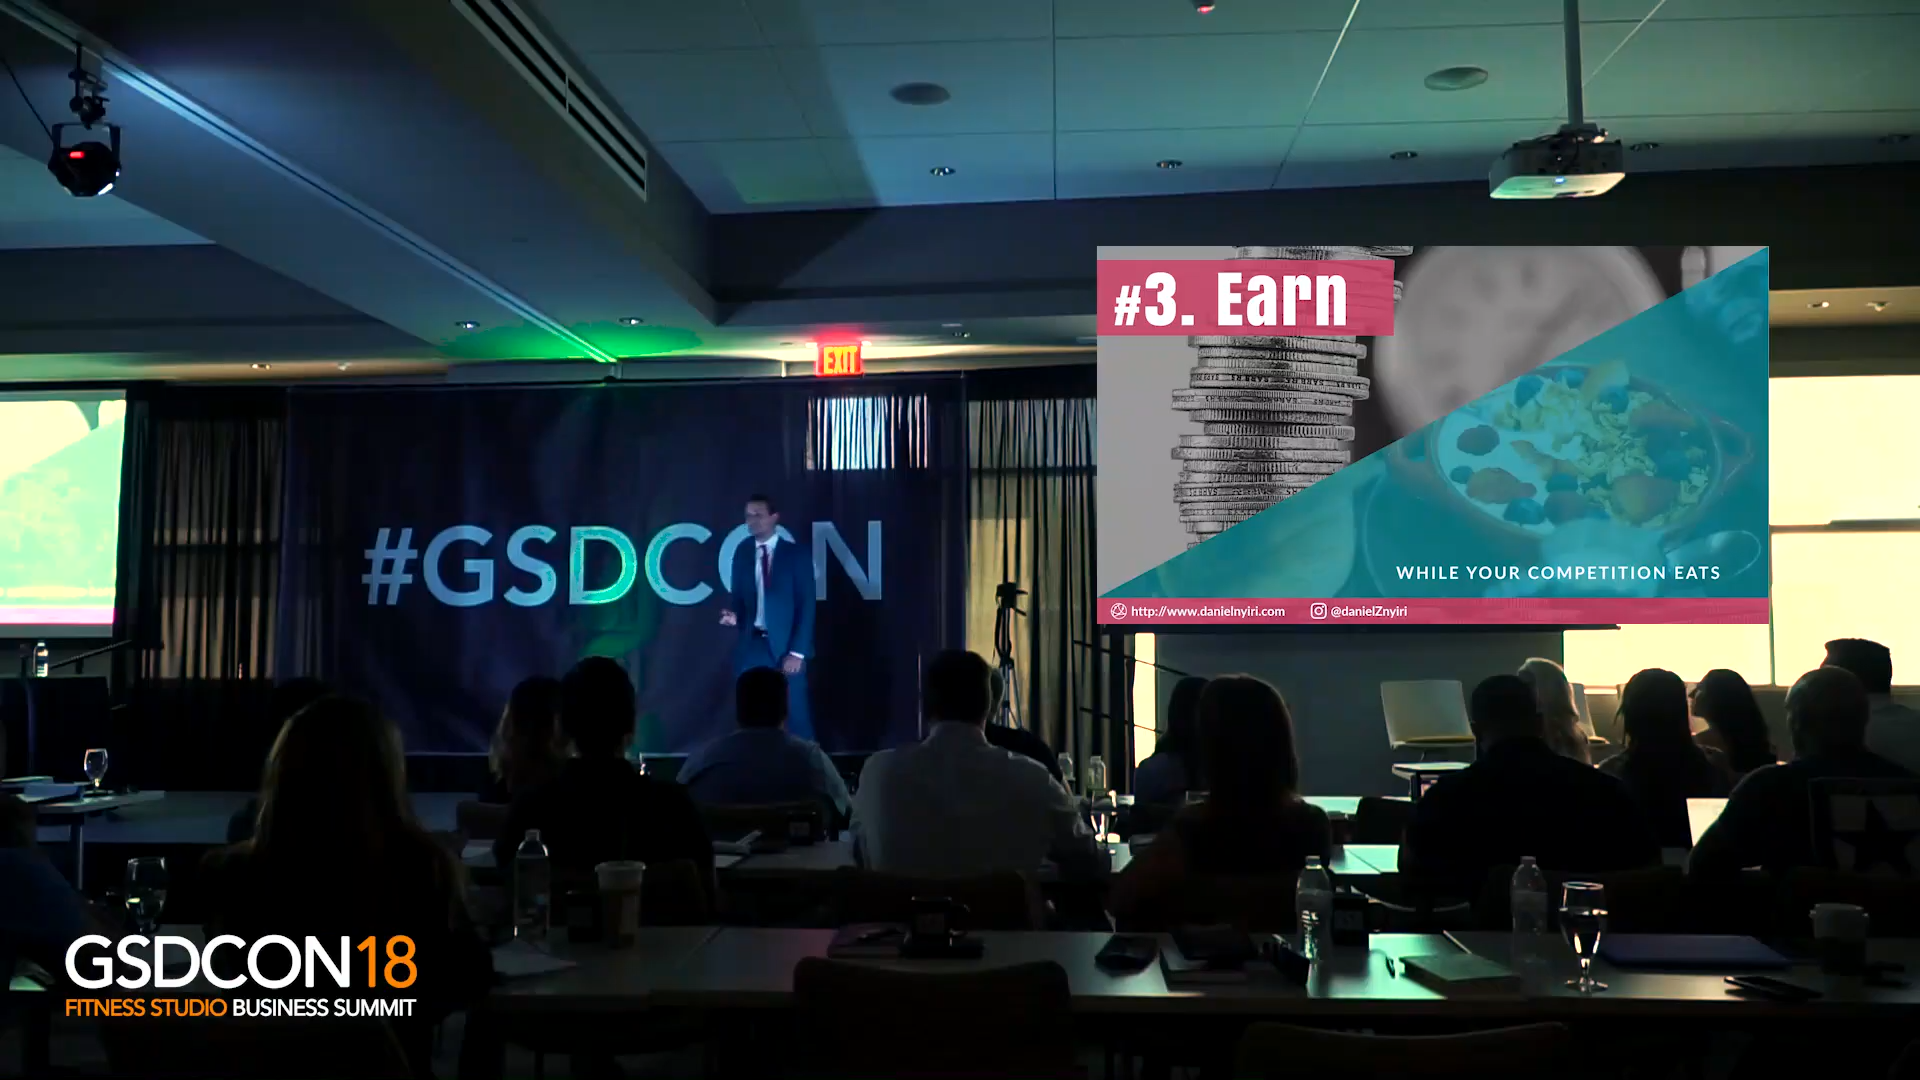 #3. Earn
EXIT
#GSDCON
WHILE YOUR COMPETITION EATS
http://www.danielnyiri.com @danielZnyiri
GSDCON18
FITNESS STUDIO BUSINESS SUMMIT